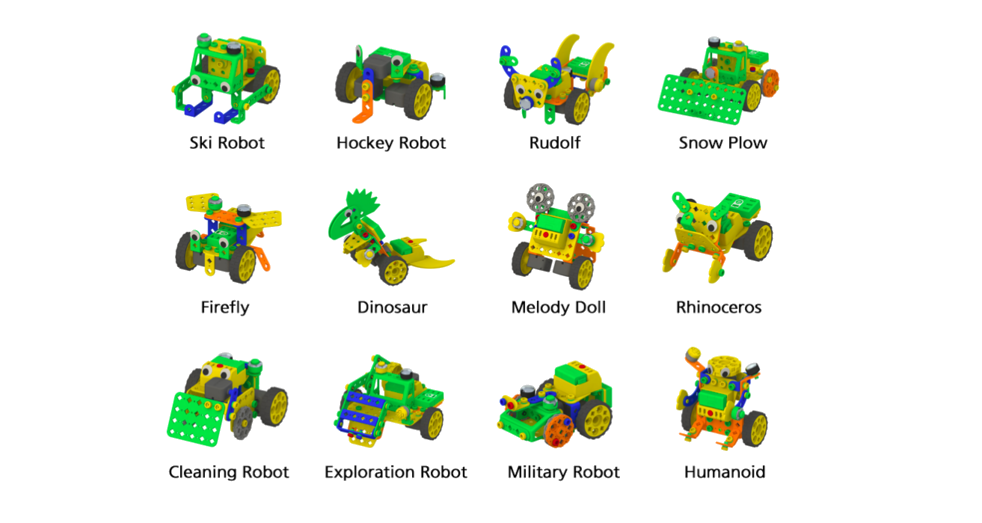 Ski Robot
Hockey Robot
Rudolf
Snow Plow
Firefly
Dinosaur
Melody Doll
Rhinoceros
Cleaning Robot
Exploration Robot
Military Robot
Humanoid